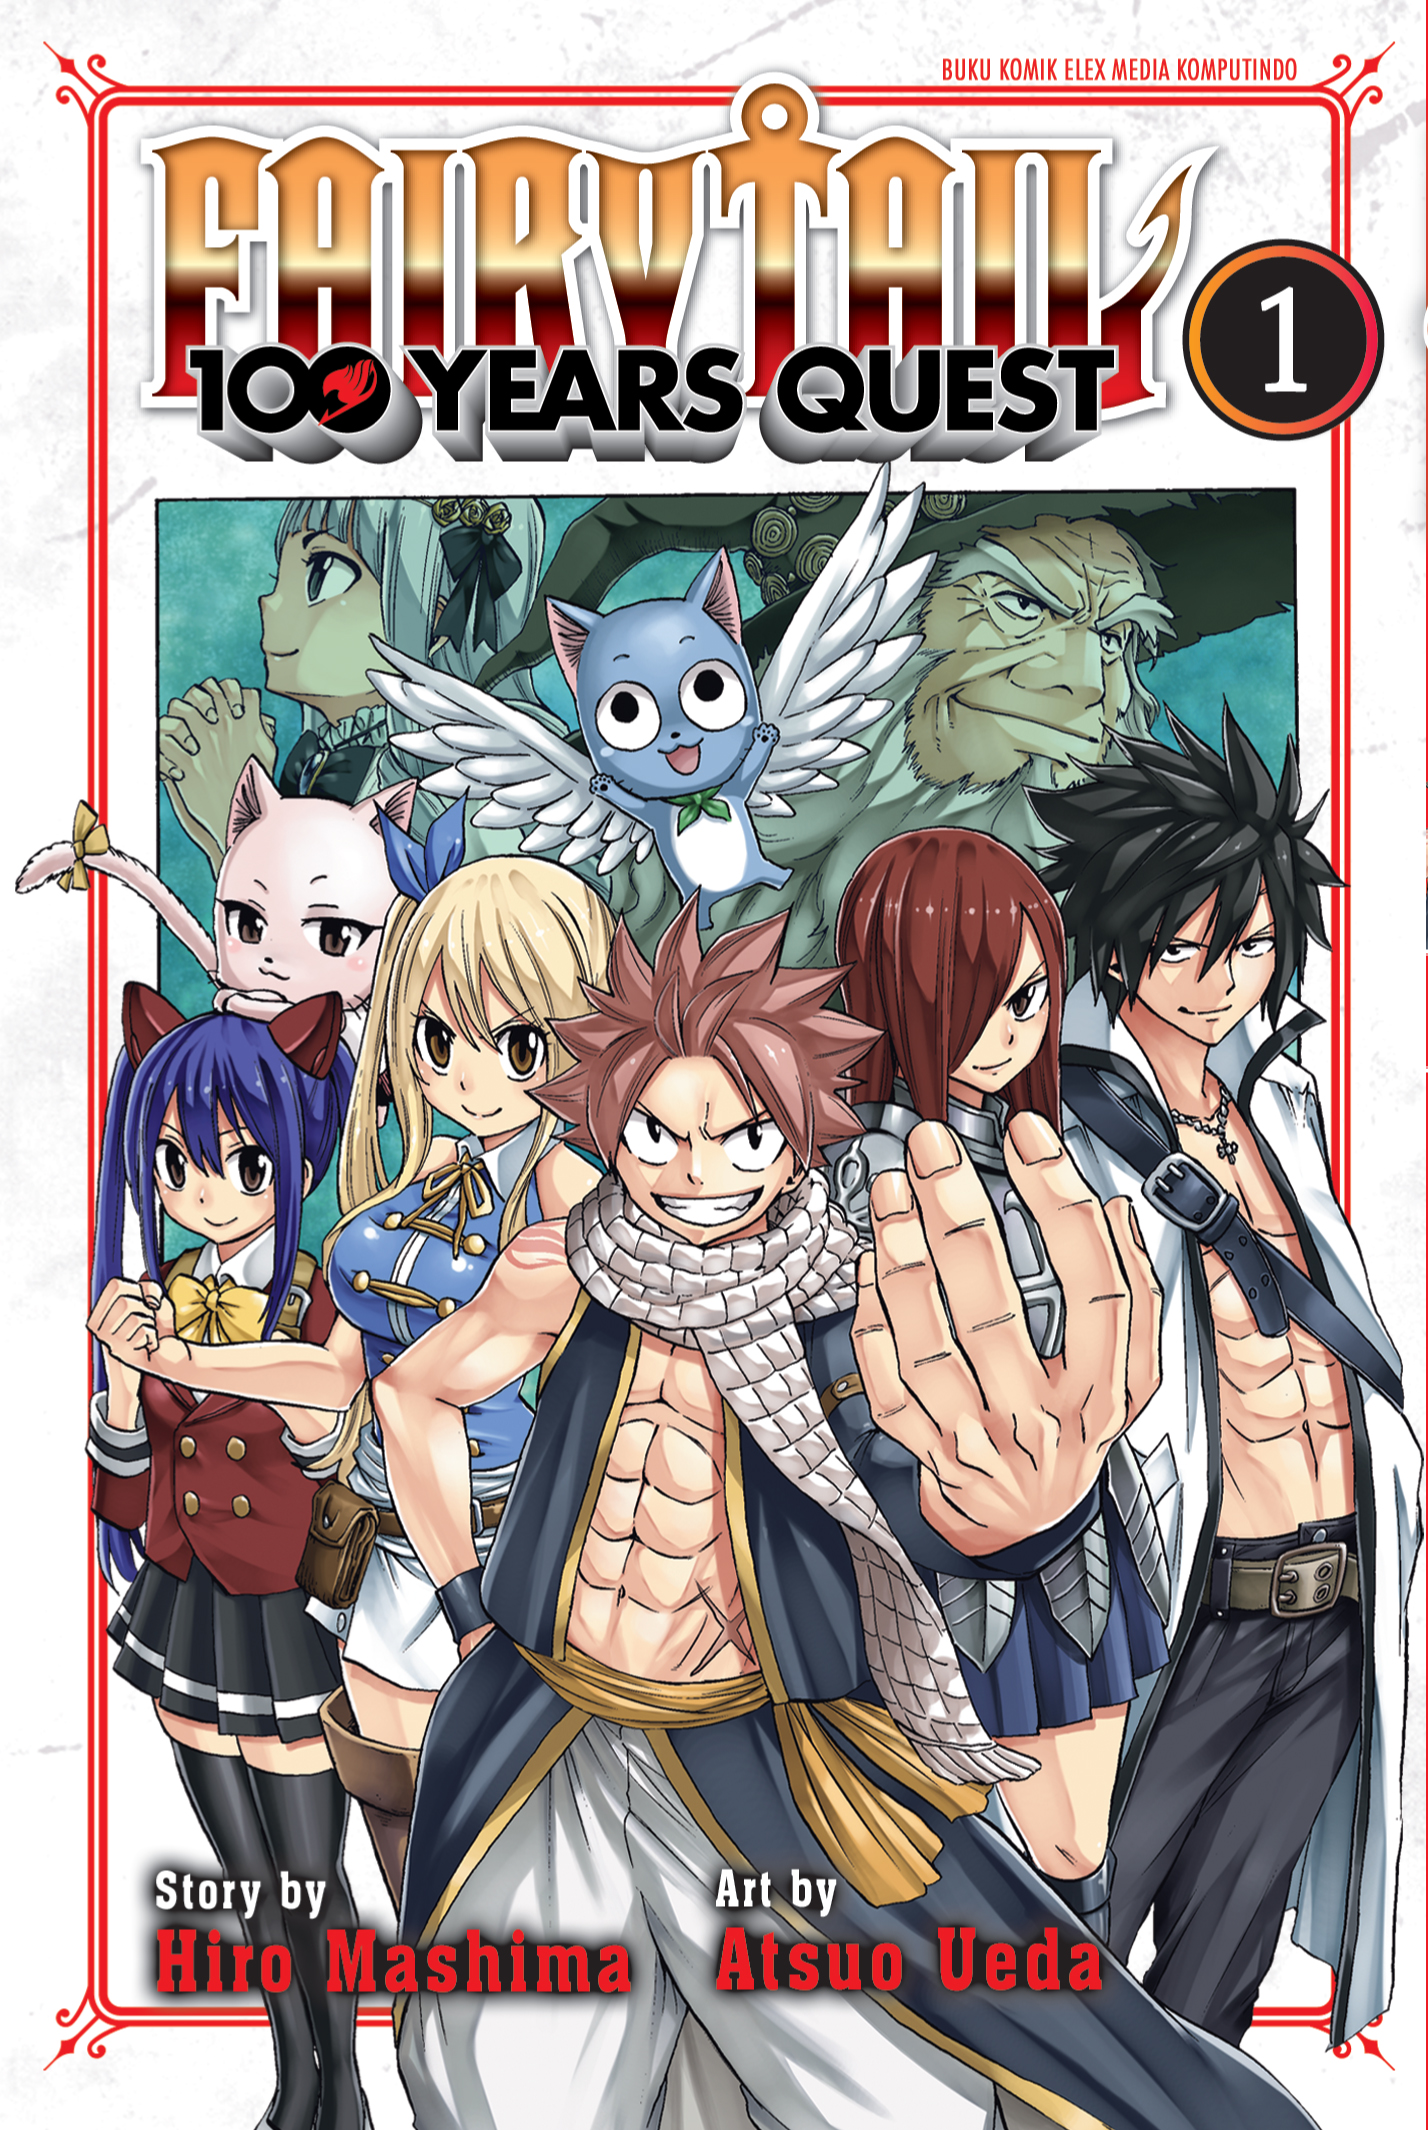 BUKU KOMIK ELEX MEDIA KOMPUTINDO
FAIRY TAIL
100 YEARS QUEST
1
Story by
Hiro Mashima
Art by
Atsuo Ueda